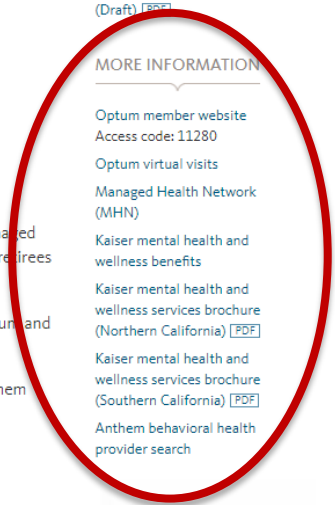 (Draft) PDF
MORE INFORMATION
Optum member website
Access code: 11280
Optum virtual visits
Managed Health Network
(MHN)
Kaiser mental health and
wellness benefits
Kaiser mental health and
wellness services brochure
(Northern California) PDF
Kaiser mental health and
wellness services brochure
(Southern California) PDF
Anthem behavioral health
provider search
and